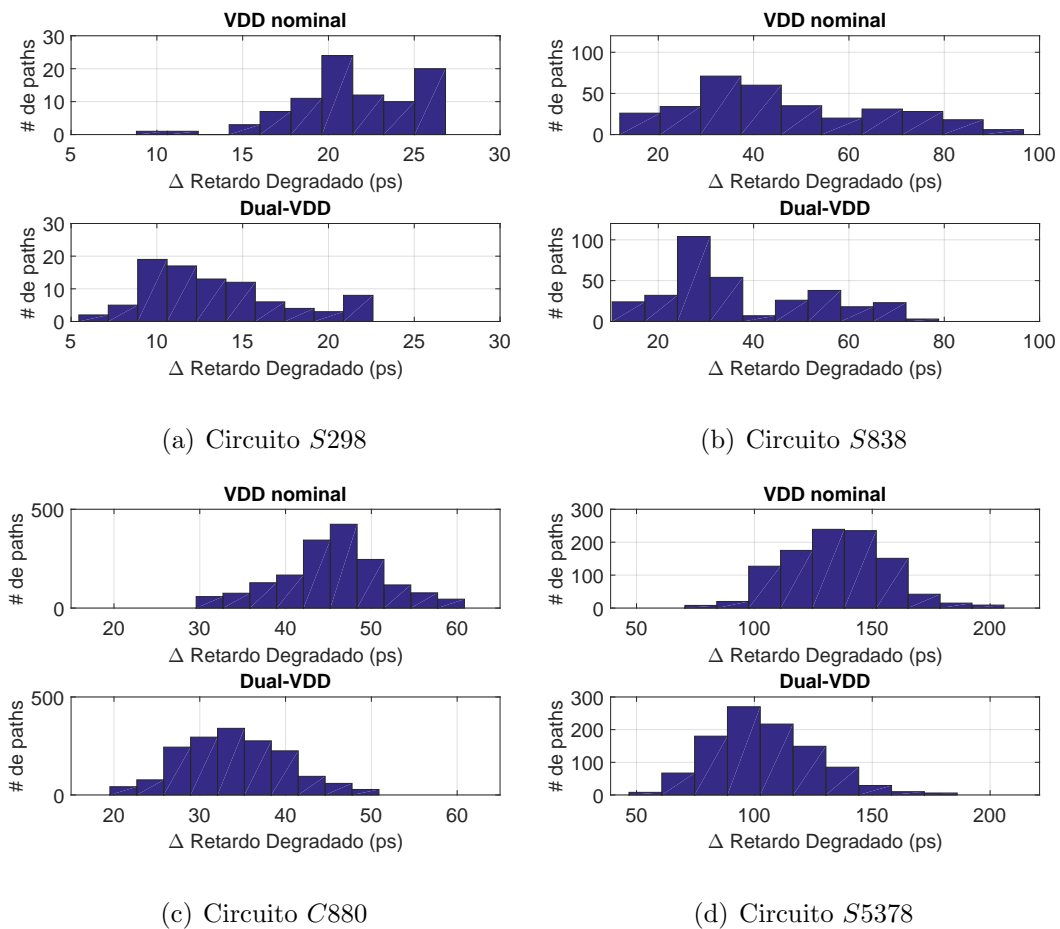 VDD nominal
30
20
10
0
# de paths
5
10
15
20
25
30
Δ Retardo Degradado (ps)
Dual-VDD
30
20
10
0
# de paths
5
10
15
20
25
30
Δ Retardo Degradado (ps)
(a) Circuito S298
VDD nominal
100
50
0
# de paths
20
40
60
80
100
Δ Retardo Degradado (ps)
Dual-VDD
100
50
0
# de paths
20
40
60
80
100
Δ Retardo Degradado (ps)
(b) Circuito S838
VDD nominal
500
0
# de paths
20
30
40
50
60
Δ Retardo Degradado (ps)
Dual-VDD
500
0
# de paths
20
30
40
50
60
Δ Retardo Degradado (ps)
(c) Circuito C880
VDD nominal
300
200
100
0
# de paths
50
100
150
200
Δ Retardo Degradado (ps)
Dual-VDD
300
200
100
0
# de paths
50
100
150
200
Δ Retardo Degradado (ps)
(d) Circuito S5378